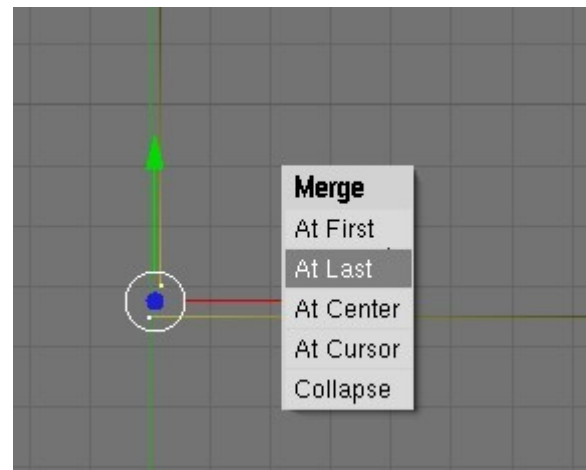 Merge
At First
At Last
At Center
At Cursor
Collapse